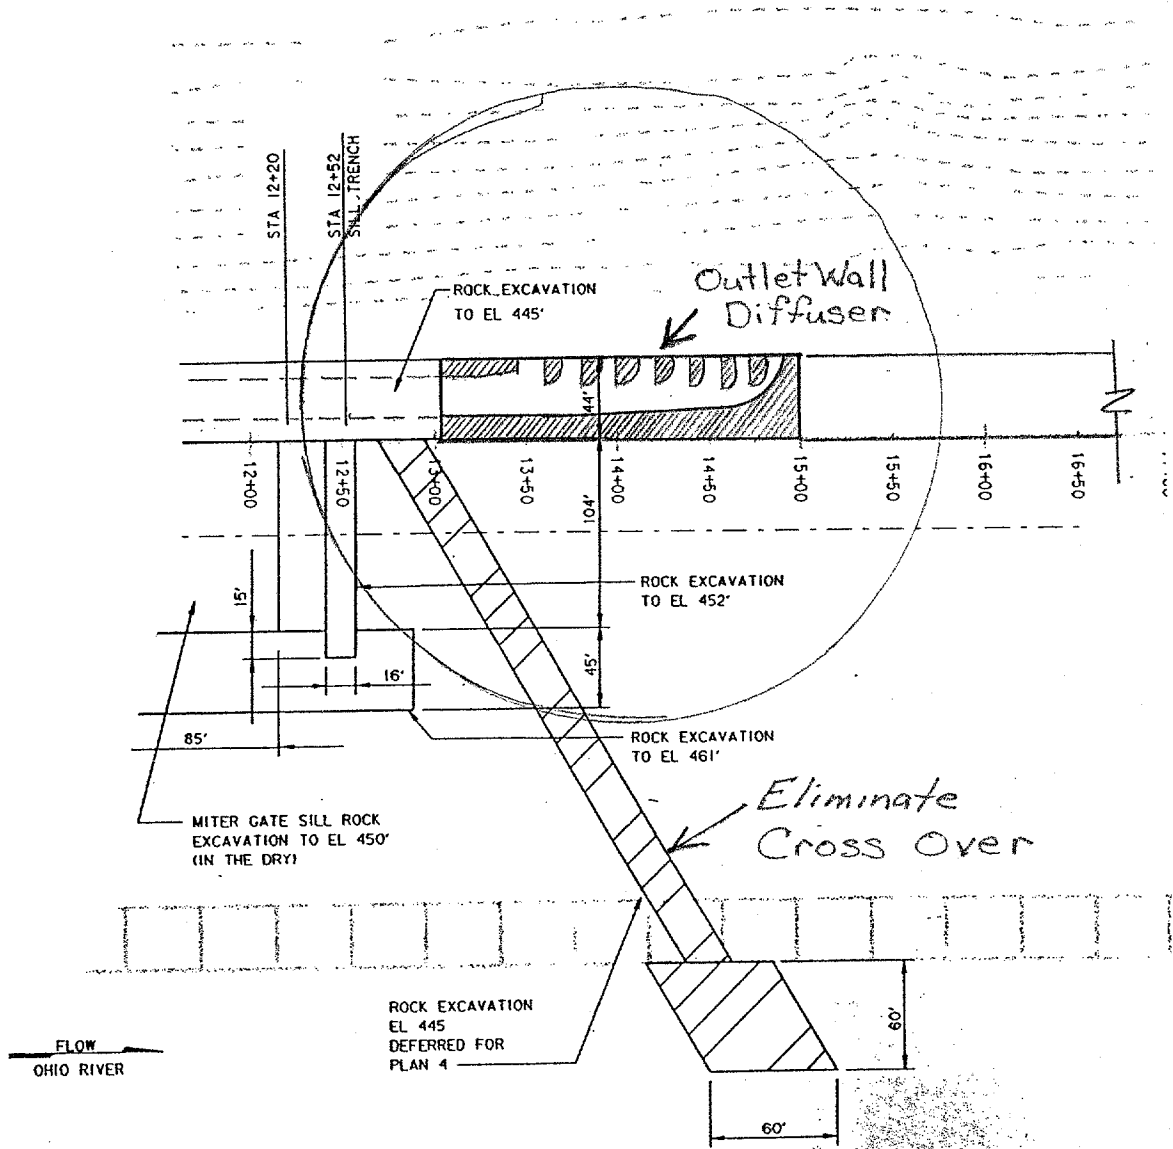 STA 12+20
STA 12+52
SILL TRENCH
ROCK EXCAVATION
TO EL 445'
Outlet Wall
Diffuser
44'
12+00
12+50
13+00
13+50
14+00
14+50
15+00
15+50
16+00
16+50
104'
ROCK EXCAVATION
TO EL 452'
15'
16'
45'
85'
ROCK EXCAVATION
TO EL 461'
MITER GATE SILL ROCK
EXCAVATION TO EL 450'
(IN THE DRY)
Eliminate
Cross Over
ROCK EXCAVATION
EL 445
DEFERRED FOR
PLAN 4
60'
60'
FLOW
OHIO RIVER